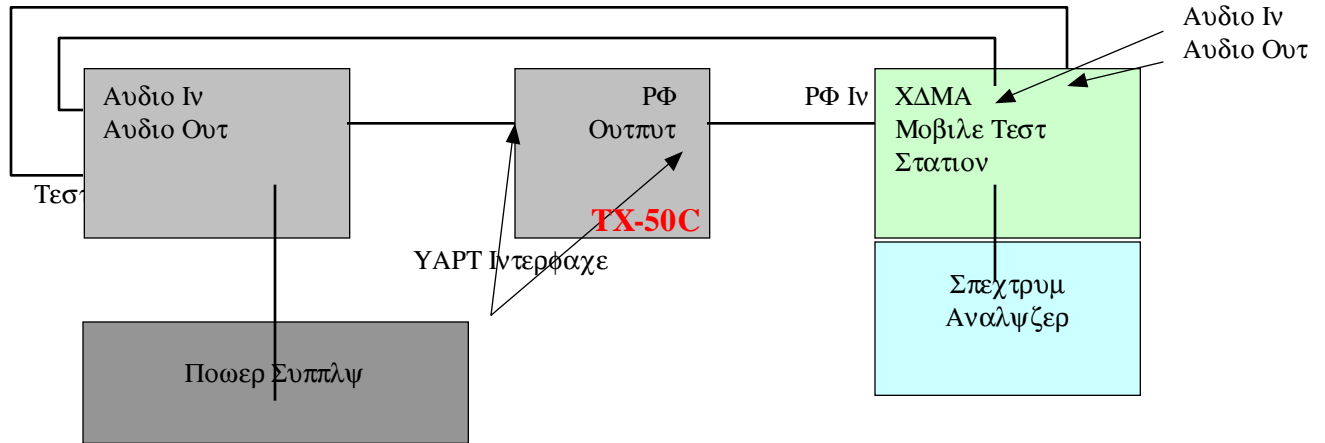 Αυδιο Ιν
Αυδιο Ουτ
Αυδιο Ιν
Αυδιο Ουτ
ΡΦ
Ουτπυτ
TX-50C
ΡΦ Ιν
ΧΔΜΑ
Μοβιλε Τεστ
Στατιον
Τεστ
ΥΑΡΤ Ιντερφαχε
Σπεχτρυμ
Αναλψζερ
Ποωερ Συππλψ